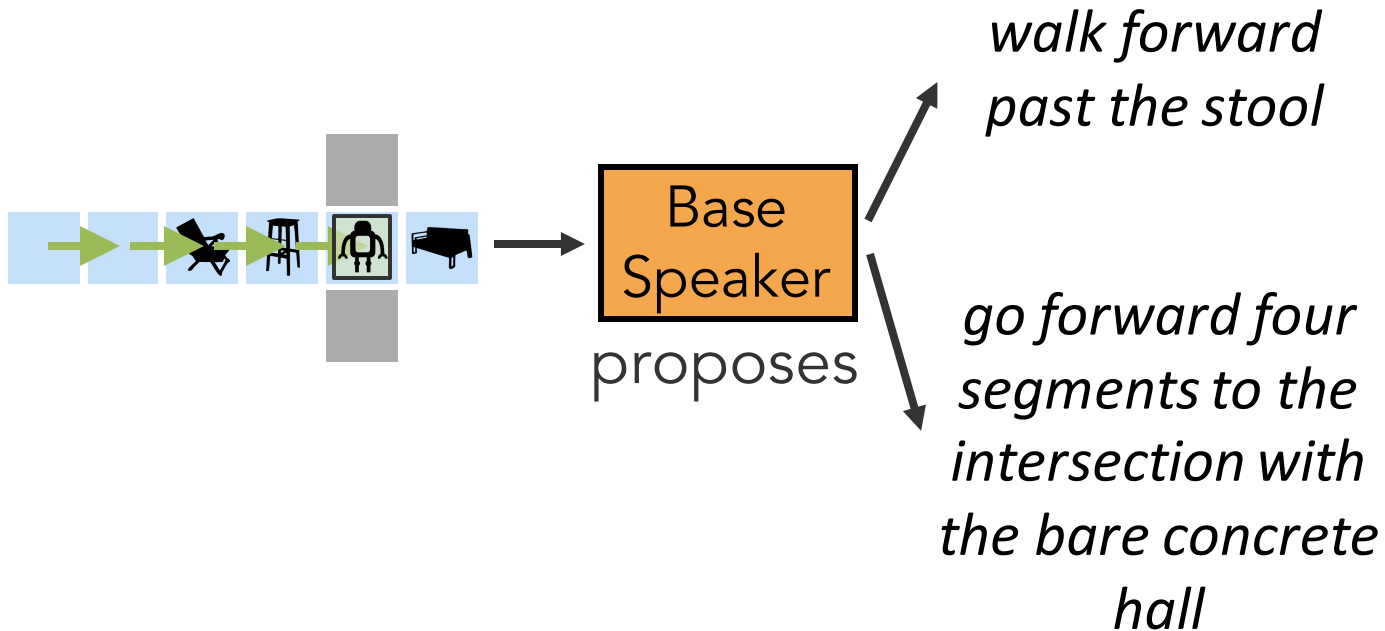 walk forward
past the stool
Base
Speaker
proposes
go forward four
segments to the
intersection with
the bare concrete
hall